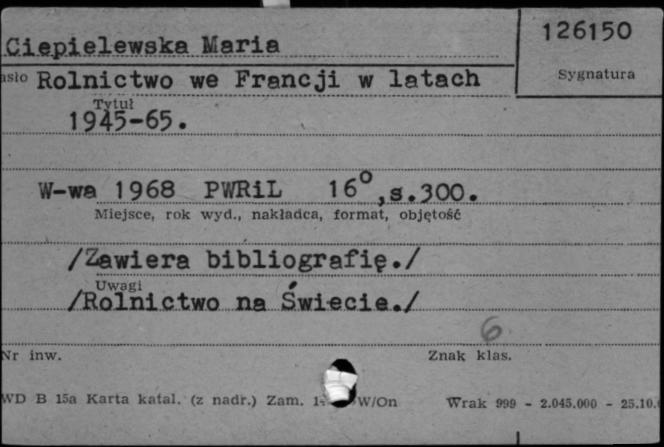 126150
Ciepielewska Maria
Sygnatura
asło Rolnictwo we Francji w latach
Tytuł
1945-65.
W-wa 1968 PWRiL 16°, s.300.
Miejsce, rok wyd., nakładca, format, objętość
/Zawiera bibliografię./
Uwagi
/Rolnictwo na Świecie./
6
Nr inw.
Znak klas.
WD B 15a Karta katal. (z nadr.) Zam. W/On Wrak 999 - 2.045.000 - 25.10.